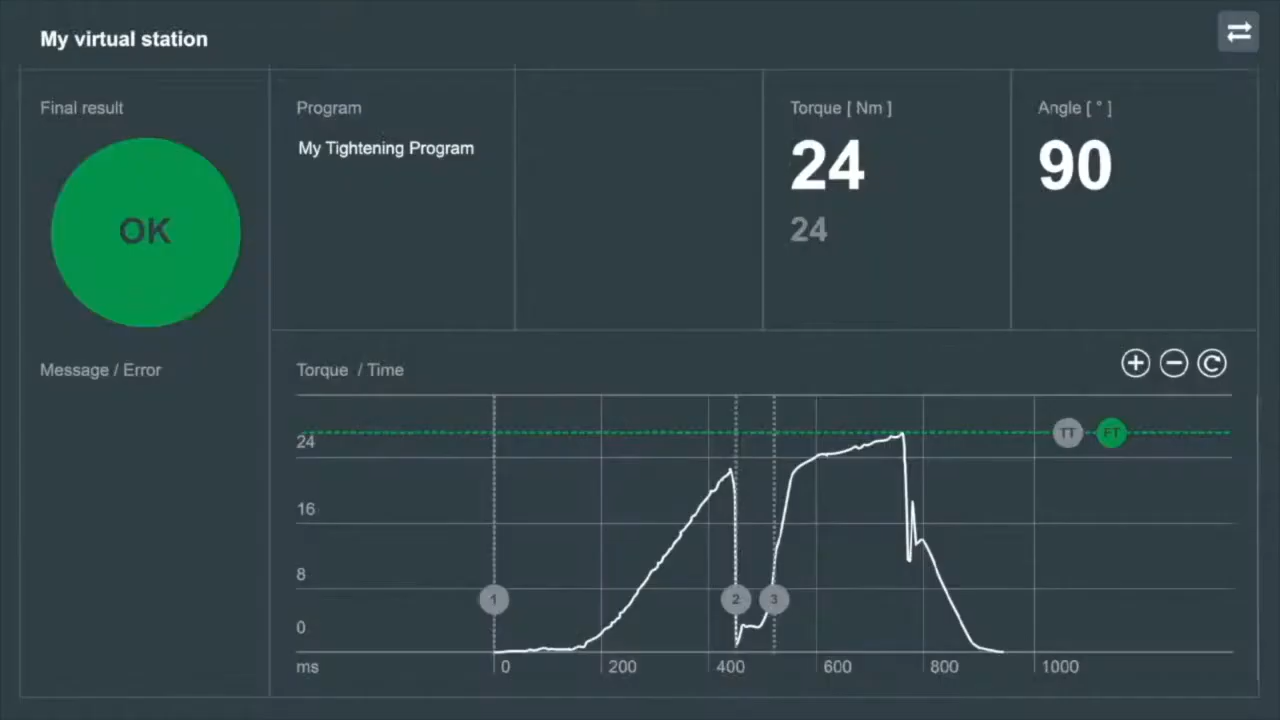 My virtual station
Final result
OK
Message / Error
Program
My Tightening Program
Torque [ Nm ]
24
24
Angle [ ° ]
90
Torque / Time
24
16
8
0
TT
FT
1
2
3
ms
0
200
400
600
800
1000